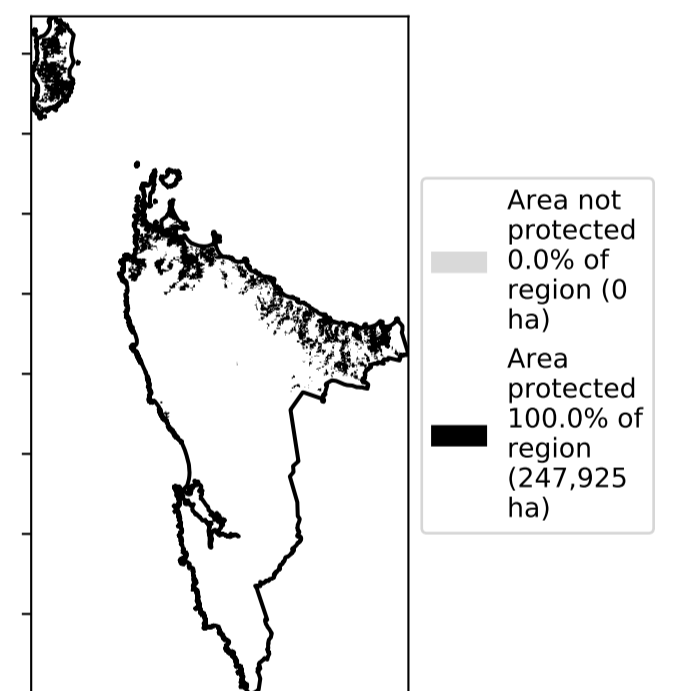 Area not
protected
0.0% of
region (0
ha)
Area
protected
100.0% of
region
(247,925
ha)